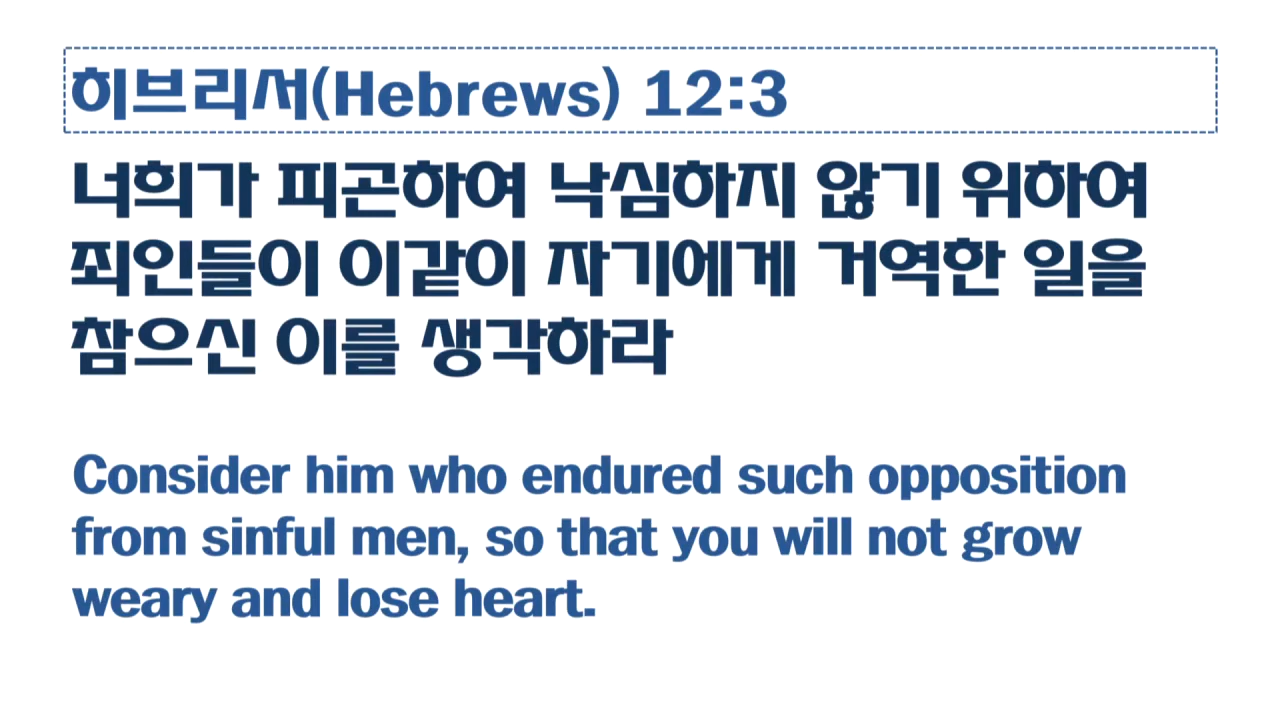 히브리서(Hebrews) 12:3
너희가 피곤하여 낙심하지 않기 위하여
죄인들이 이같이 자기에게 거역한 일을
참으신 이를 생각하라
Consider him who endured such opposition
from sinful men, so that you will not grow
weary and lose heart.